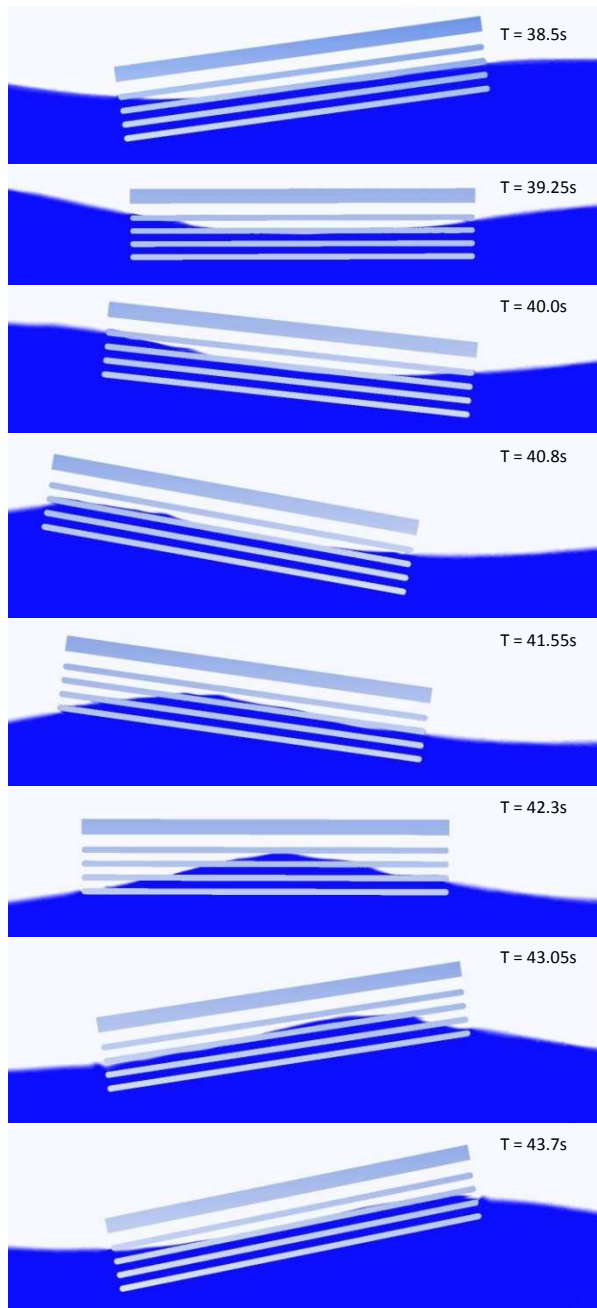 T = 38.5s
T = 39.25s
T = 40.0s
T = 40.8s
T = 41.55s
T = 42.3s
T = 43.05s
T = 43.7s